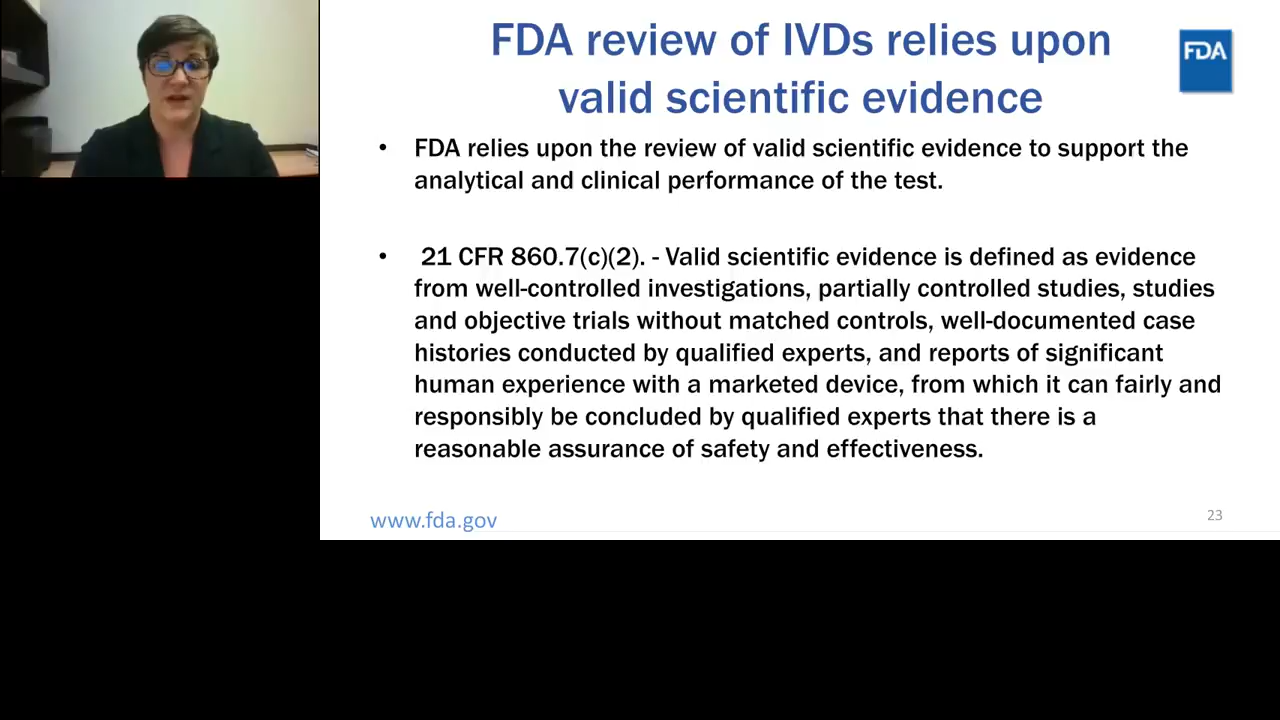 FDA review of IVDs relies upon
valid scientific evidence
FDA
• FDA relies upon the review of valid scientific evidence to support the
analytical and clinical performance of the test.
• 21 CFR 860.7(c)(2). - Valid scientific evidence is defined as evidence
from well-controlled investigations, partially controlled studies, studies
and objective trials without matched controls, well-documented case
histories conducted by qualified experts, and reports of significant
human experience with a marketed device, from which it can fairly and
responsibly be concluded by qualified experts that there is a
reasonable assurance of safety and effectiveness.
www.fda.gov
23